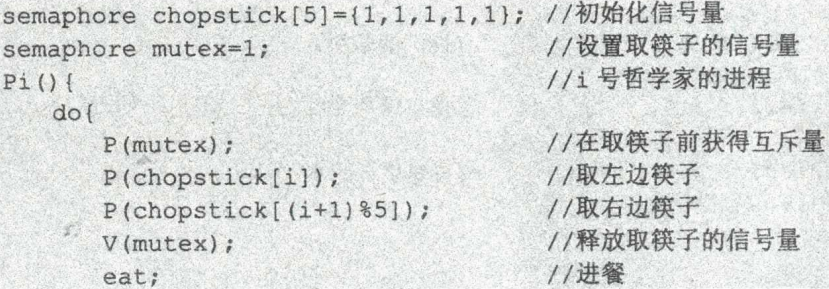 semaphore chopstick[5]={1,1,1,1,1}; //初始化信号量
semaphore mutex=1; //设置取筷子的信号量
Pi(){ //i号哲学家的进程
do{
P(mutex); //在取筷子前获得互斥量
P(chopstick[i]); //取左边筷子
P(chopstick[(i+1)%5]); //取右边筷子
V(mutex); //释放取筷子的信号量
eat; //进餐